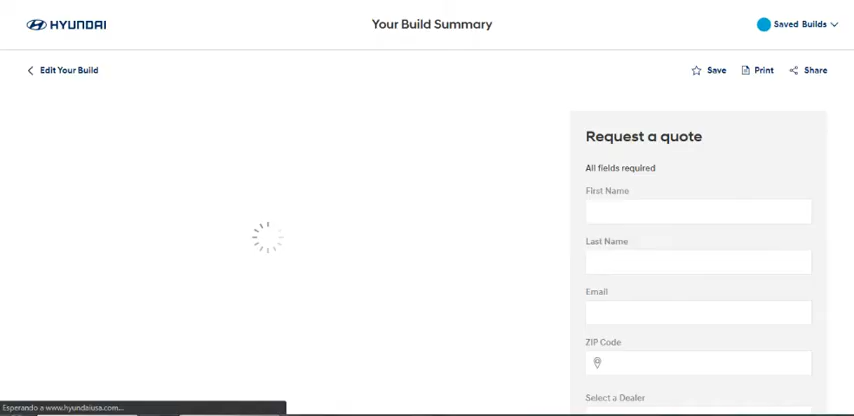 HYUNDAI
Your Build Summary
Saved Builds
Edit Your Build
Save
Print
Share
Request a quote
All fields required
First Name
Last Name
Email
ZIP Code
Select a Dealer
Esperando a www.hyundaiusa.com...